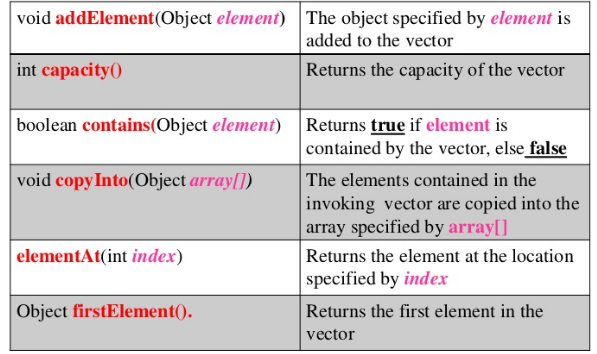 void addElement(Object element)
The object specified by element is
added to the vector
int capacity()
Returns the capacity of the vector
boolean contains(Object element)
Returns true if element is
contained by the vector, else false
void copyInto(Object array[])
The elements contained in the
invoking vector are copied into the
array specified by array[]
elementAt(int index)
Returns the element at the location
specified by index
Object firstElement().
Returns the first element in the
vector